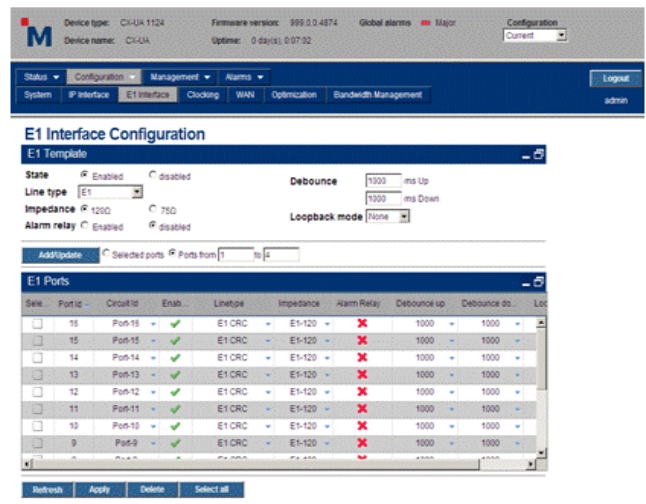 Device type: CX-UA 1124 Firmware version: 999.0.0.4874 Global alarms Major Configuration
Device name: CX-UA Uptime: 0 day(s), 0:07:02 Current
M
Status Configuration Management Alarms Logout
System IP Interface E1 Interface Clocking WAN Optimization Bandwidth Management admin
E1 Interface Configuration
E1 Template
State Enabled disabled Debounce 1000 ms Up
Line type E1 1000 ms Down
Impedance 120Ω 75Ω Loopback mode None
Alarm relay Enabled disabled
Add/Update Selected ports Ports from 1 to 4
E1 Ports
Sele... Port Id Circuit Id Enab... Linetype Impedance Alarm Relay Debounce up Debounce do... Loc
16 Port-16 E1 CRC E1-120 1000 1000
15 Port-15 E1 CRC E1-120 1000 1000
14 Port-14 E1 CRC E1-120 1000 1000
13 Port-13 E1 CRC E1-120 1000 1000
12 Port-12 E1 CRC E1-120 1000 1000
11 Port-11 E1 CRC E1-120 1000 1000
10 Port-10 E1 CRC E1-120 1000 1000
9 Port-9 E1 CRC E1-120 1000 1000
Refresh Apply Delete Select all